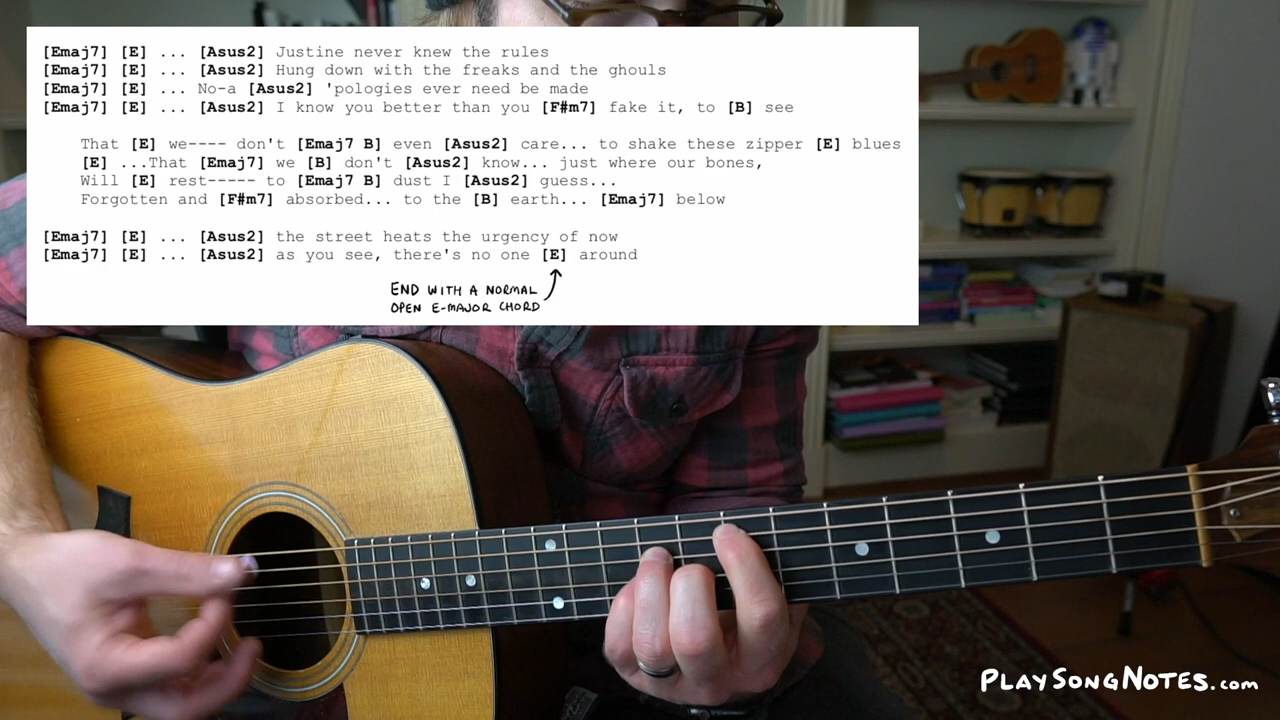 [Emaj7] [E] ... [Asus2] Justine never knew the rules
[Emaj7] [E] ... [Asus2] Hung down with the freaks and the ghouls
[Emaj7] [E] ... No-a [Asus2] 'pologies ever need be made
[Emaj7] [E] ... [Asus2] I know you better than you [F#m7] fake it, to [B] see
That [E] we---- don't [Emaj7 B] even [Asus2] care... to shake these zipper [E] blues
[E] ...That [Emaj7] we [B] don't [Asus2] know... just where our bones,
Will [E] rest----- to [Emaj7 B] dust I [Asus2] guess...
Forgotten and [F#m7] absorbed... to the [B] earth... [Emaj7] below
[Emaj7] [E] ... [Asus2] the street heats the urgency of now
[Emaj7] [E] ... [Asus2] as you see, there's no one [E] around
END WITH A NORMAL
OPEN E-MAJOR CHORD
PLAYSONGNOTES.COM